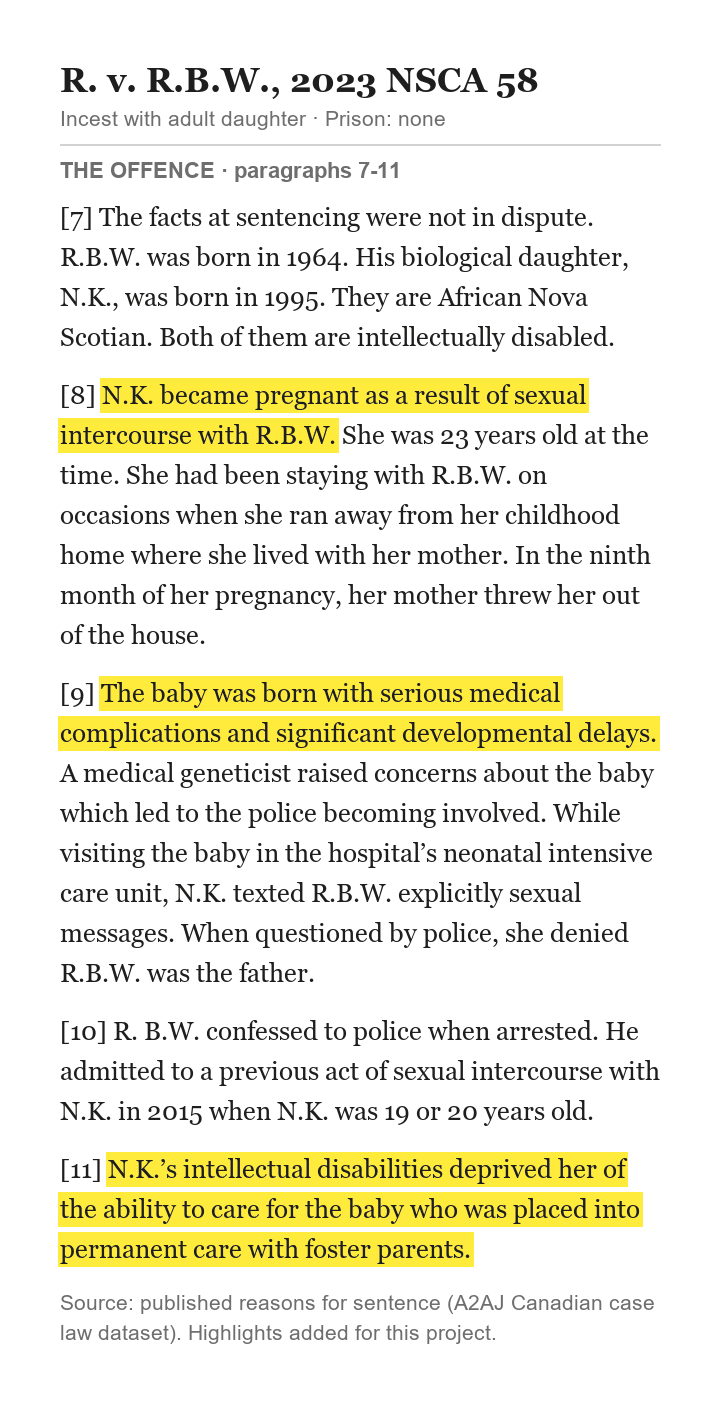 R. v. R.B.W., 2023 NSCA 58
Incest with adult daughter · Prison: none
THE OFFENCE · paragraphs 7-11
[7] The facts at sentencing were not in dispute.
R.B.W. was born in 1964. His biological daughter,
N.K., was born in 1995. They are African Nova
Scotian. Both of them are intellectually disabled.
[8] N.K. became pregnant as a result of sexual
intercourse with R.B.W. She was 23 years old at the
time. She had been staying with R.B.W. on
occasions when she ran away from her childhood
home where she lived with her mother. In the ninth
month of her pregnancy, her mother threw her out
of the house.
[9] The baby was born with serious medical
complications and significant developmental delays.
A medical geneticist raised concerns about the baby
which led to the police becoming involved. While
visiting the baby in the hospital’s neonatal intensive
care unit, N.K. texted R.B.W. explicitly sexual
messages. When questioned by police, she denied
R.B.W. was the father.
[10] R. B.W. confessed to police when arrested. He
admitted to a previous act of sexual intercourse with
N.K. in 2015 when N.K. was 19 or 20 years old.
[11] N.K.’s intellectual disabilities deprived her of
the ability to care for the baby who was placed into
permanent care with foster parents.
Source: published reasons for sentence (A2AJ Canadian case
law dataset). Highlights added for this project.